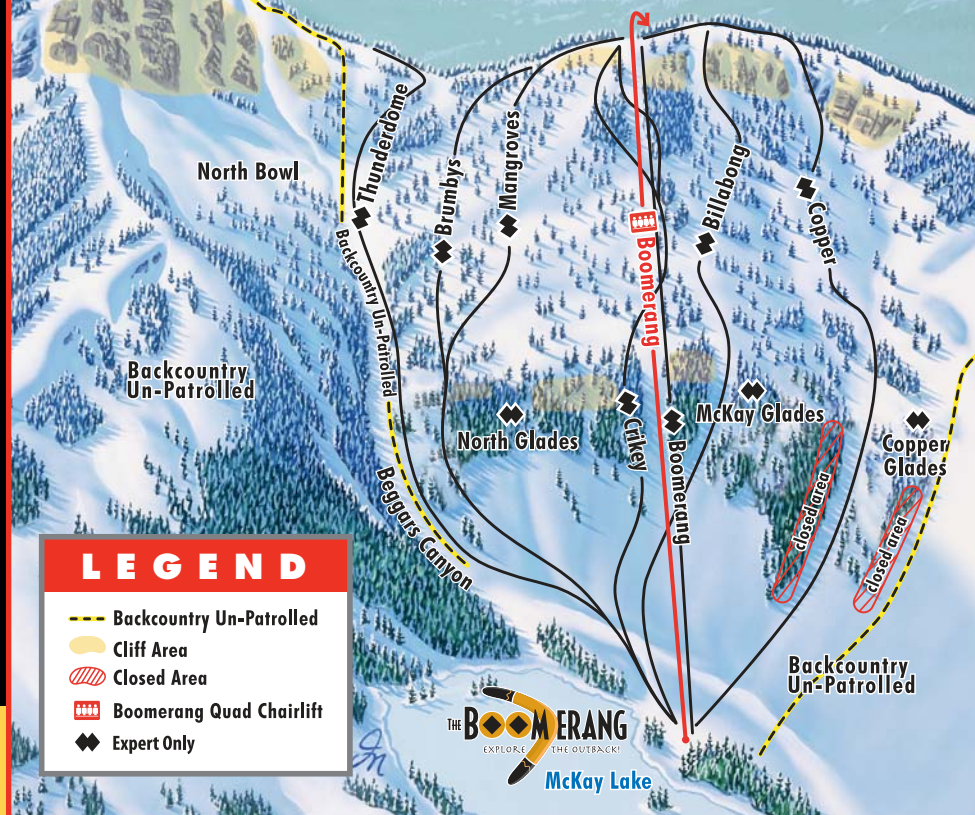 North Bowl
Thunderdome
Brumbys
Mangroves
Boomerang
Billabong
Copper
Backcountry Un-Patrolled
Backcountry
Un-Patrolled
North Glades
Crikey
Boomerang
McKay Glades
Copper
Glades
closed area
closed area
Beggars Canyon
Backcountry
Un-Patrolled
LEGEND
Backcountry Un-Patrolled
Cliff Area
Closed Area
Boomerang Quad Chairlift
Expert Only
THE BOOMERANG
EXPLORE THE OUTBACK!
McKay Lake